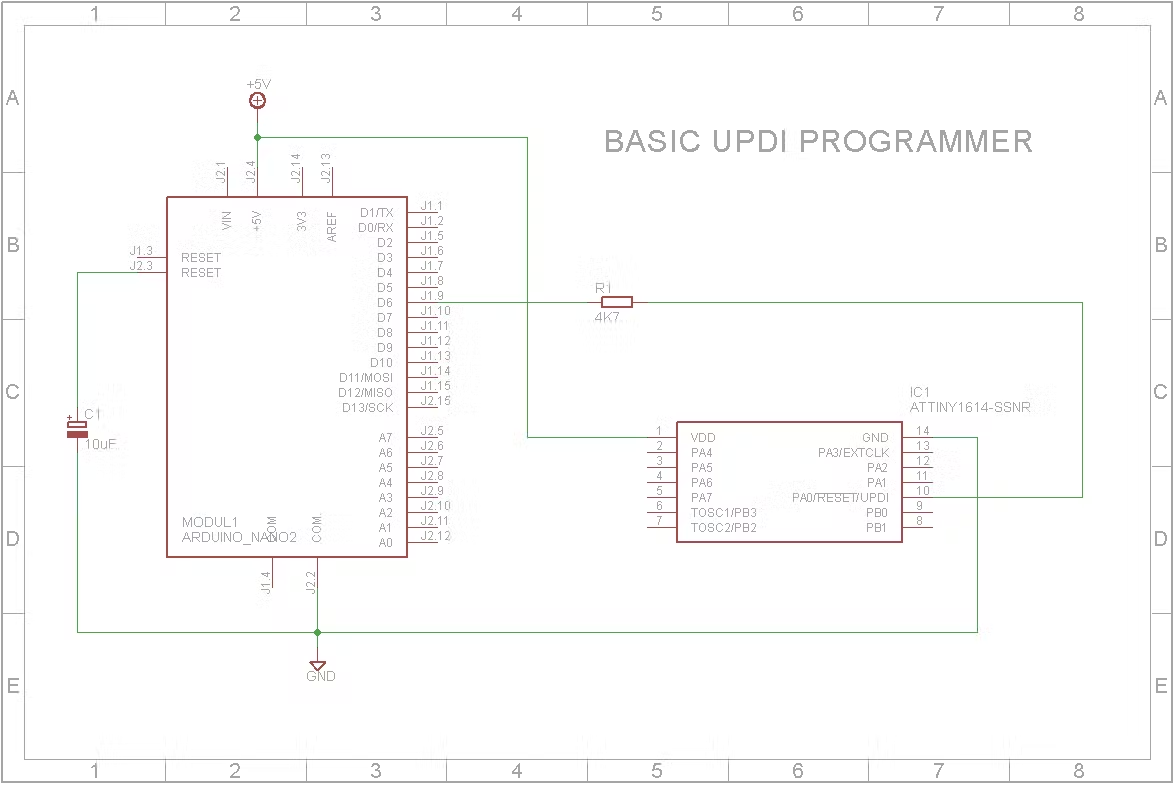 1 2 3 4 5 6 7 8
A A
+5V
BASIC UPDI PROGRAMMER
J2.1 J2.4 J2.14 J2.13
VIN +5V 3V3 AREF
B B
D1/TX J1.1
D0/RX J1.2
D2 J1.5
D3 J1.6
D4 J1.7
D5 J1.8
D6 J1.9
D7 J1.10
D8 J1.11
D9 J1.12
D10 J1.13
D11/MOSI J1.14
D12/MISO J1.15
D13/SCK J2.15
J1.3 RESET
J2.3 RESET
R1
4K7
C C
A7 J2.5
A6 J2.6
A5 J2.7
A4 J2.8
A3 J2.9
A2 J2.10
A1 J2.11
A0 J2.12
+ C1
10uF
IC1
ATTINY1614-SSNR
1 VDD GND 14
2 PA4 PA3/EXTCLK 13
3 PA5 PA2 12
4 PA6 PA1 11
5 PA7 PA0/RESET/UPDI 10
6 TOSC1/PB3 PB0 9
7 TOSC2/PB2 PB1 8
D D
MODUL1
ARDUINO_NANO2
COM COM
J1.4 J2.2
GND
E E
1 2 3 4 5 6 7 8